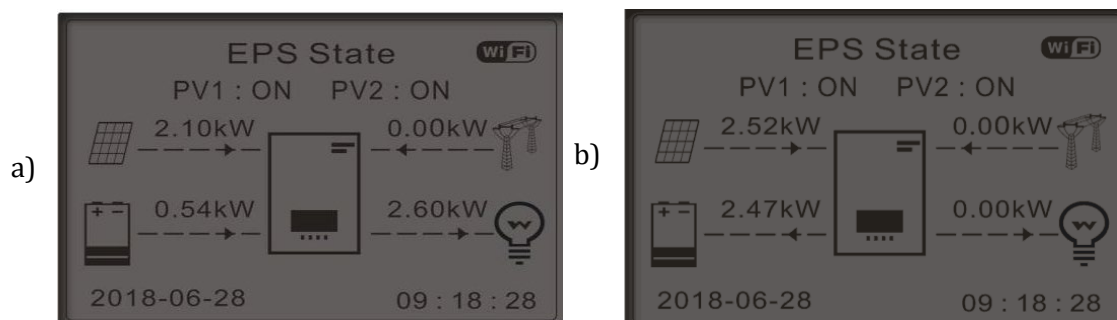 a)
EPS State WiFi
PV1 : ON PV2 : ON
2.10kW 0.00kW
+ −
0.54kW 2.60kW
2018-06-28 09 : 18 : 28
b)
EPS State WiFi
PV1 : ON PV2 : ON
2.52kW 0.00kW
+ −
2.47kW 0.00kW
2018-06-28 09 : 18 : 28